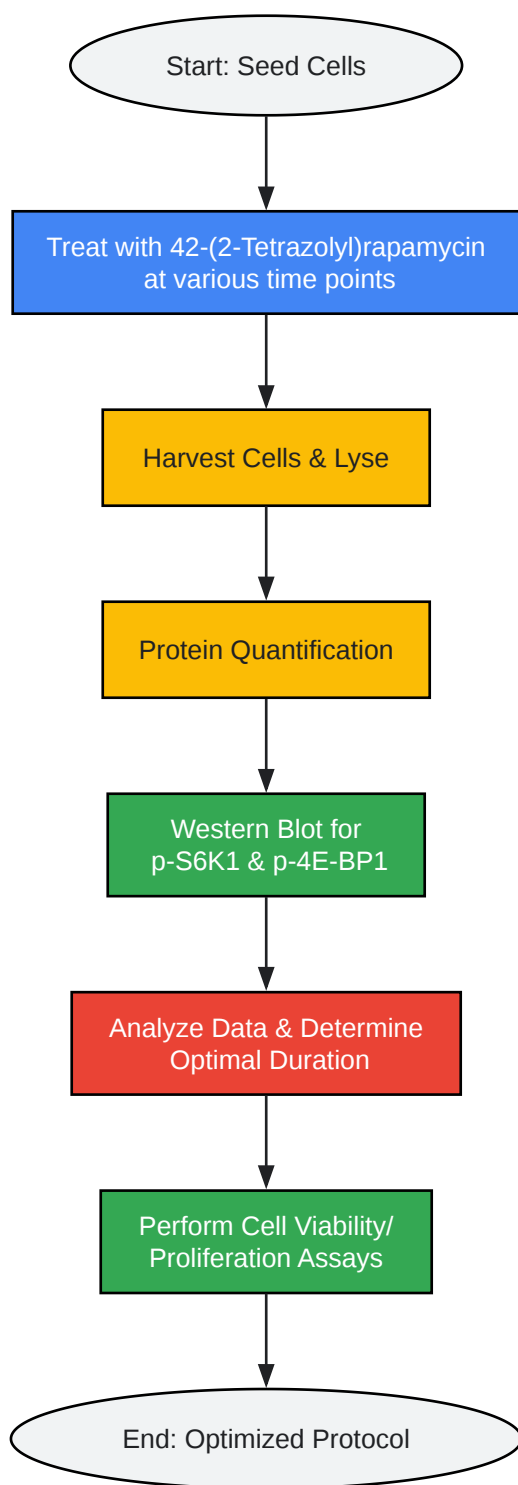 Start: Seed Cells
Treat with 42-(2-Tetrazolyl)rapamycin
at various time points
Harvest Cells & Lyse
Protein Quantification
Western Blot for
p-S6K1 & p-4E-BP1
Analyze Data & Determine
Optimal Duration
Perform Cell Viability/
Proliferation Assays
End: Optimized Protocol